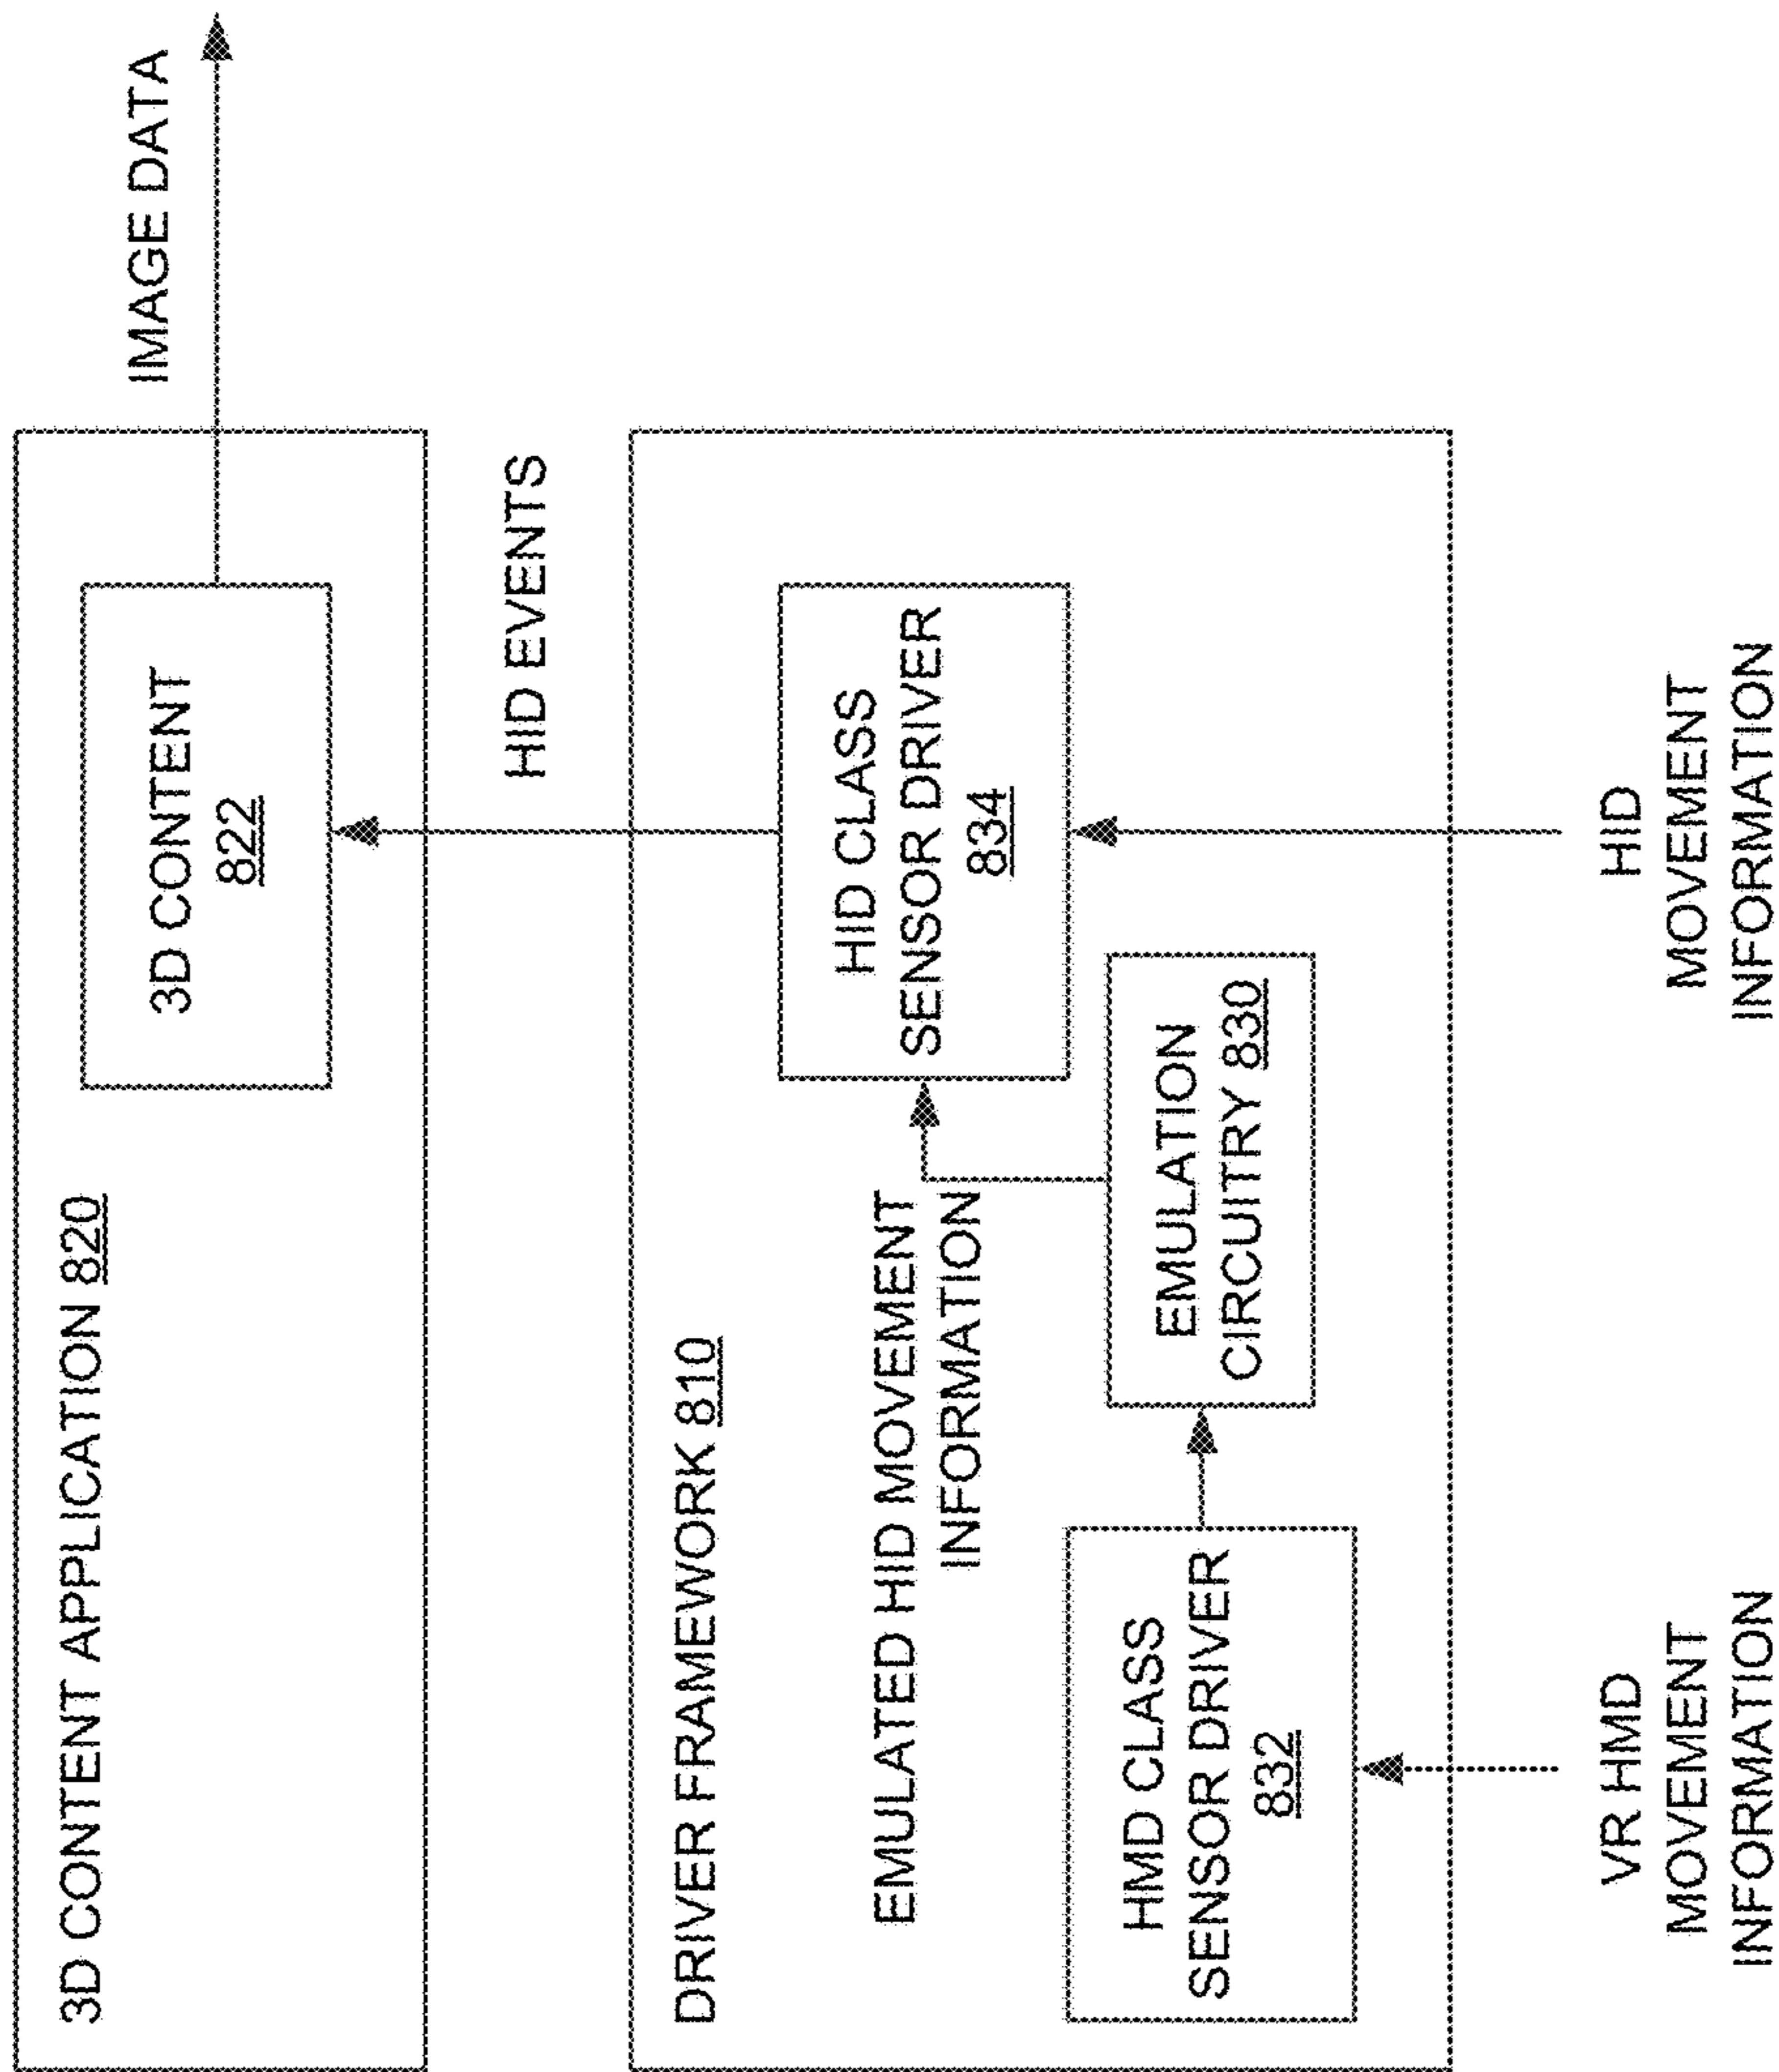 3D CONTENT APPLICATION 820
3D CONTENT
822
IMAGE DATA
HID EVENTS
DRIVER FRAMEWORK 810
EMULATED HID MOVEMENT
INFORMATION
HID CLASS
SENSOR DRIVER
834
HMD CLASS
SENSOR DRIVER
832
EMULATION
CIRCUITRY 830
VR HMD
MOVEMENT
INFORMATION
HID
MOVEMENT
INFORMATION